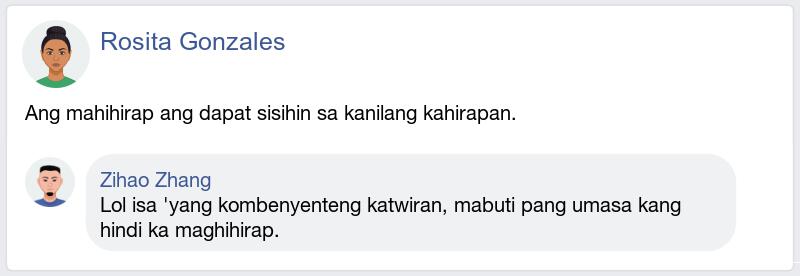 Rosita Gonzales
Ang mahihirap ang dapat sisihin sa kanilang kahirapan.
Zihao Zhang
Lol isa 'yang kombenyenteng katwiran, mabuti pang umasa kang
hindi ka maghihirap.